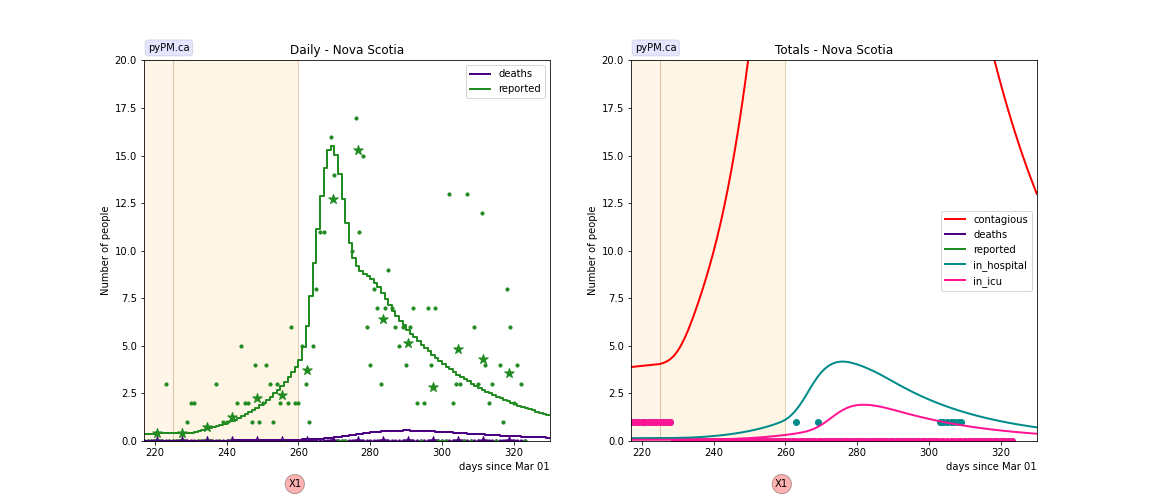 pyPM.ca
Daily - Nova Scotia
20.0
17.5
15.0
12.5
10.0
7.5
5.0
2.5
0.0
Number of people
deaths
reported
220
240
260
280
300
320
days since Mar 01
X1
pyPM.ca
Totals - Nova Scotia
20.0
17.5
15.0
12.5
10.0
7.5
5.0
2.5
0.0
Number of people
contagious
deaths
reported
in_hospital
in_icu
220
240
260
280
300
320
days since Mar 01
X1